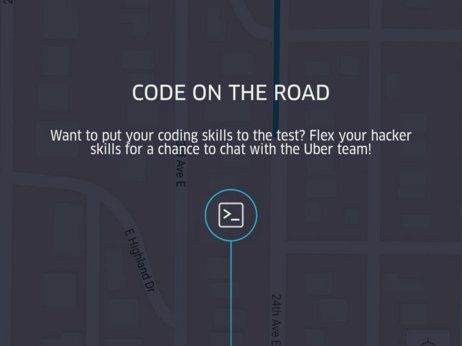 CODE ON THE ROAD
Want to put your coding skills to the test? Flex your hacker
skills for a chance to chat with the Uber team!
Ave E
>_
E Highland Dr
24th Ave E